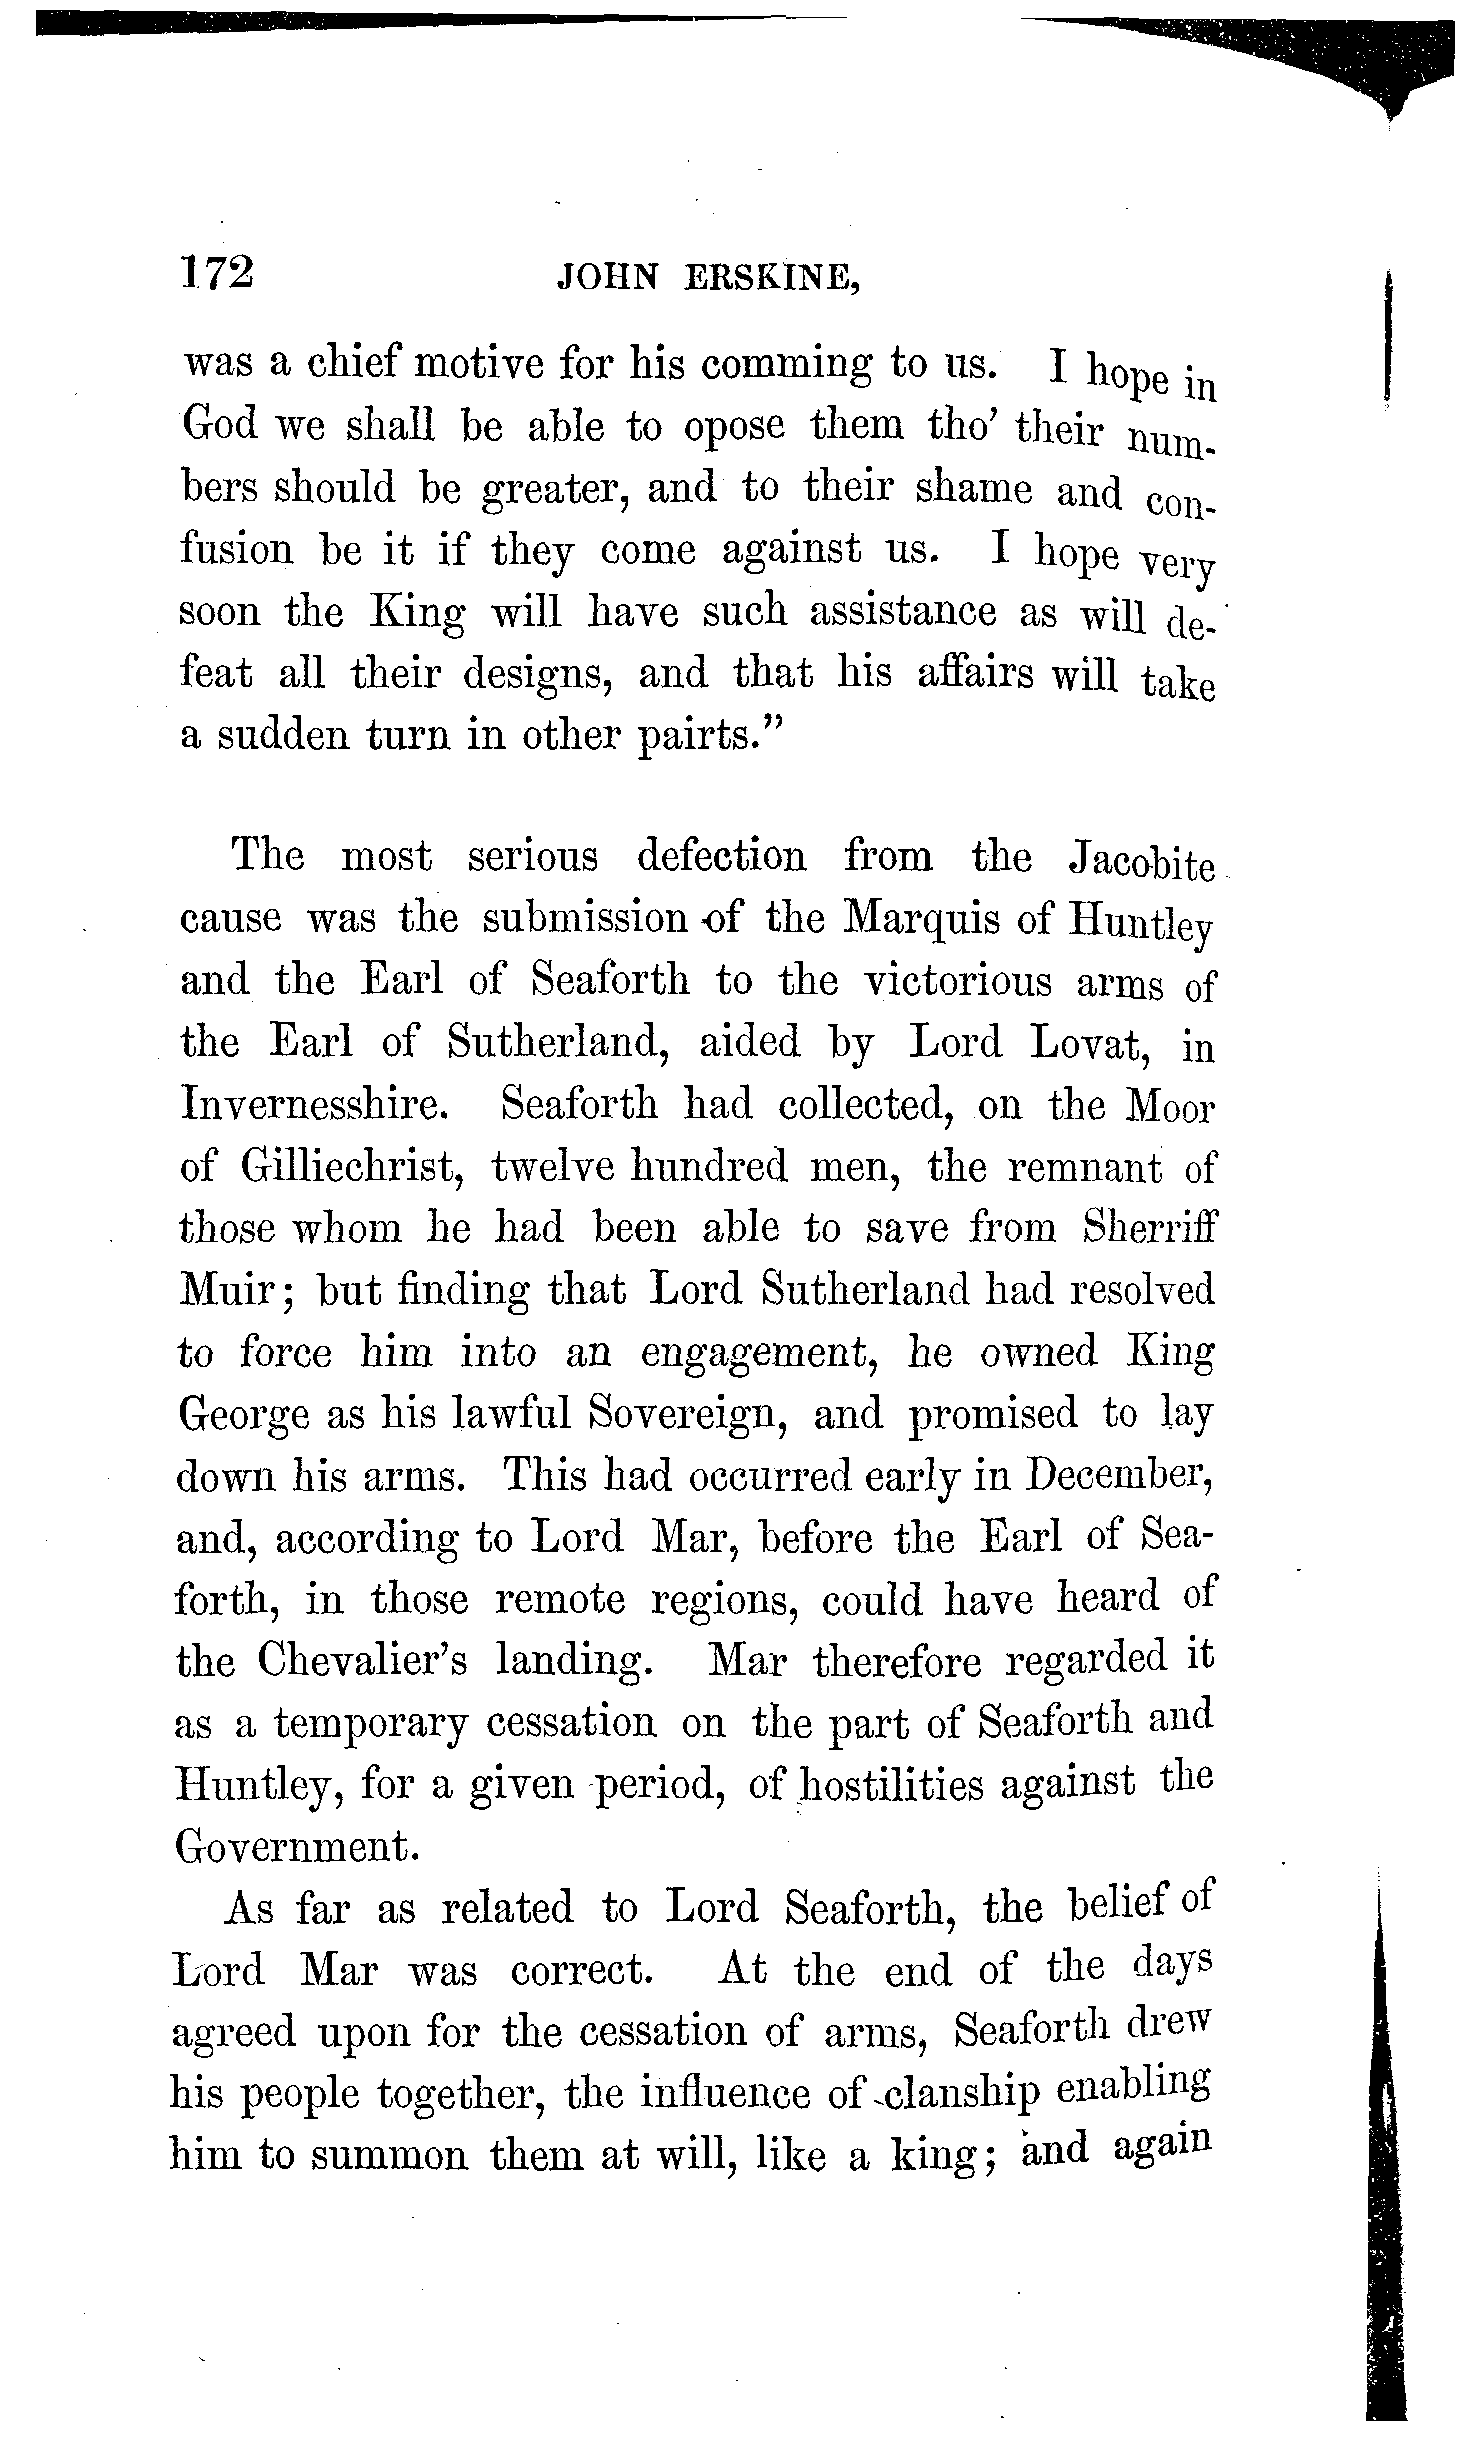 172 JOHN ERSKINE,
was a chief motive for his comming to us. I hope in
God we shall be able to opose them tho' their num-
bers should be greater, and to their shame and con-
fusion be it if they come against us. I hope very
soon the King will have such assistance as will de-
feat all their designs, and that his affairs will take
a sudden turn in other pairts."
The most serious defection from the Jacobite
cause was the submission of the Marquis of Huntley
and the Earl of Seaforth to the victorious arms of
the Earl of Sutherland, aided by Lord Lovat, in
Invernesshire. Seaforth had collected, on the Moor
of Gilliechrist, twelve hundred men, the remnant of
those whom he had been able to save from Sherriff
Muir; but finding that Lord Sutherland had resolved
to force him into an engagement, he owned King
George as his lawful Sovereign, and promised to lay
down his arms. This had occurred early in December,
and, according to Lord Mar, before the Earl of Sea-
forth, in those remote regions, could have heard of
the Chevalier's landing. Mar therefore regarded it
as a temporary cessation on the part of Seaforth and
Huntley, for a given period, of hostilities against the
Government.
As far as related to Lord Seaforth, the belief of
Lord Mar was correct. At the end of the days
agreed upon for the cessation of arms, Seaforth drew
his people together, the influence of clanship enabling
him to summon them at will, like a king; and again